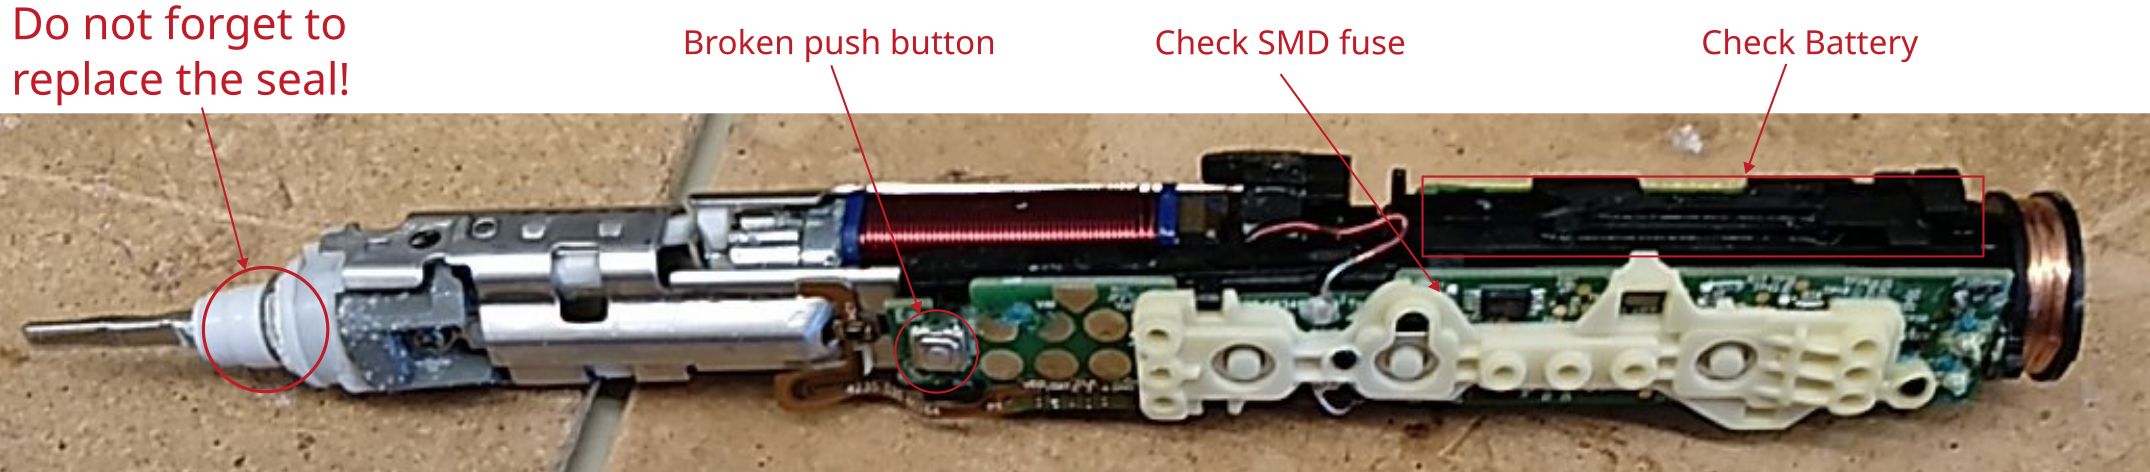 Do not forget to
replace the seal!
Broken push button
Check SMD fuse
Check Battery